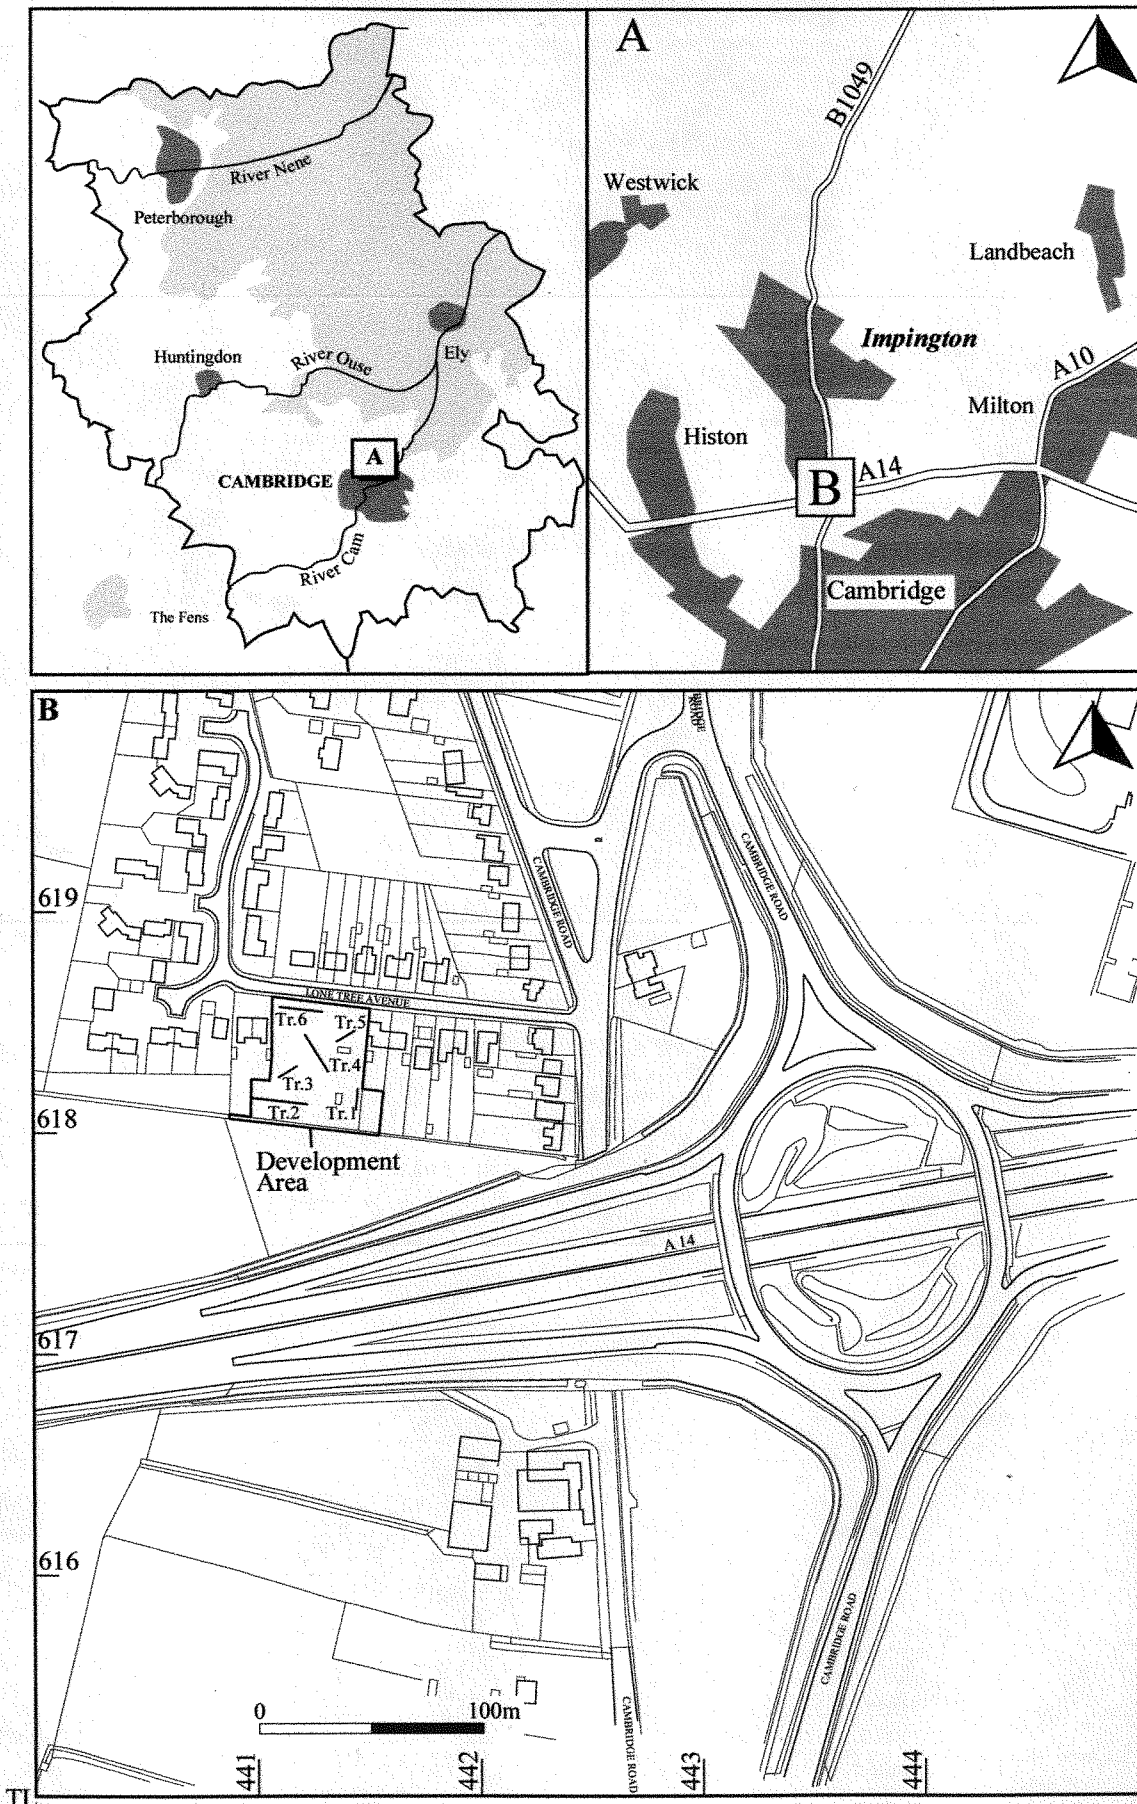 River Nene
Peterborough
Huntingdon
River Ouse
Ely
A
CAMBRIDGE
River Cam
The Fens
A
B1049
Westwick
Landbeach
Impington
A10
Milton
Histon
A14
B
Cambridge
B
CAMBRIDGE ROAD
CAMBRIDGE ROAD
619
LONE TREE AVENUE
Tr.6
Tr.5
Tr.4
Tr.3
Tr.2
Tr.1
618
Development
Area
A 14
617
616
CAMBRIDGE ROAD
0
100m
CAMBRIDGE ROAD
441
442
443
444
TL